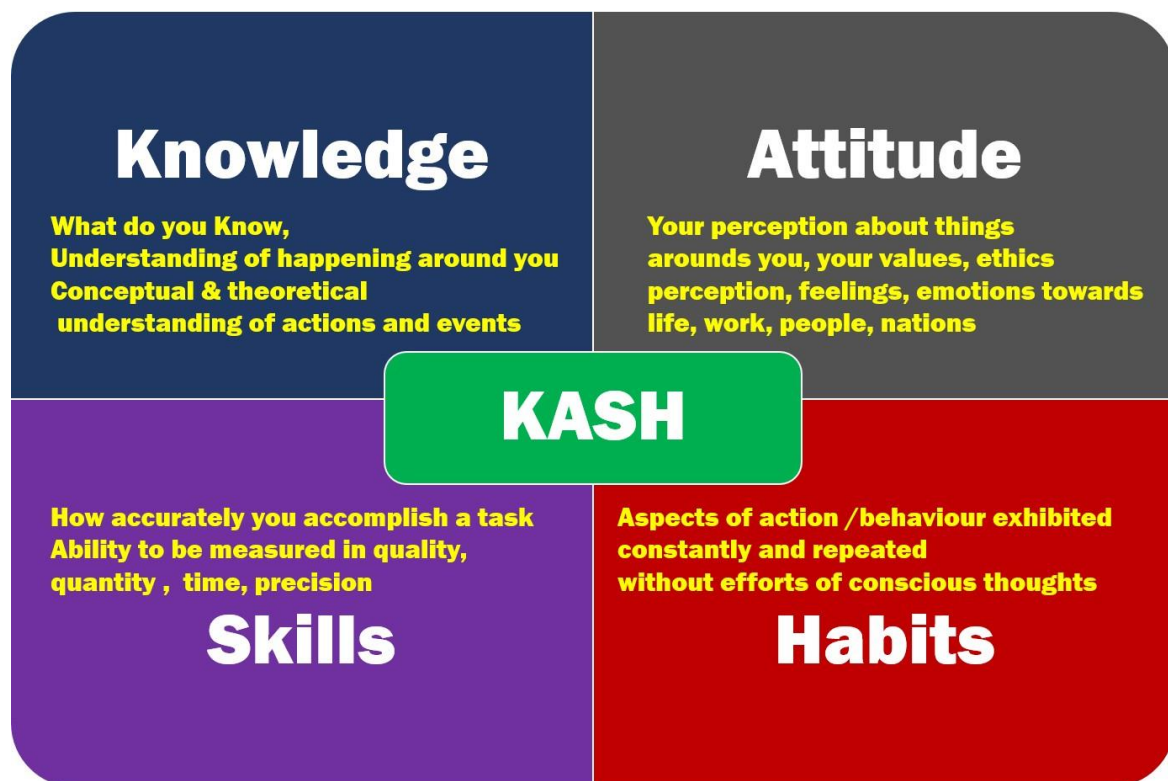 Knowledge
What do you Know,
Understanding of happening around you
Conceptual & theoretical
understanding of actions and events
Attitude
Your perception about things
arounds you, your values, ethics
perception, feelings, emotions towards
life, work, people, nations
KASH
How accurately you accomplish a task
Ability to be measured in quality,
quantity , time, precision
Skills
Aspects of action /behaviour exhibited
constantly and repeated
without efforts of conscious thoughts
Habits